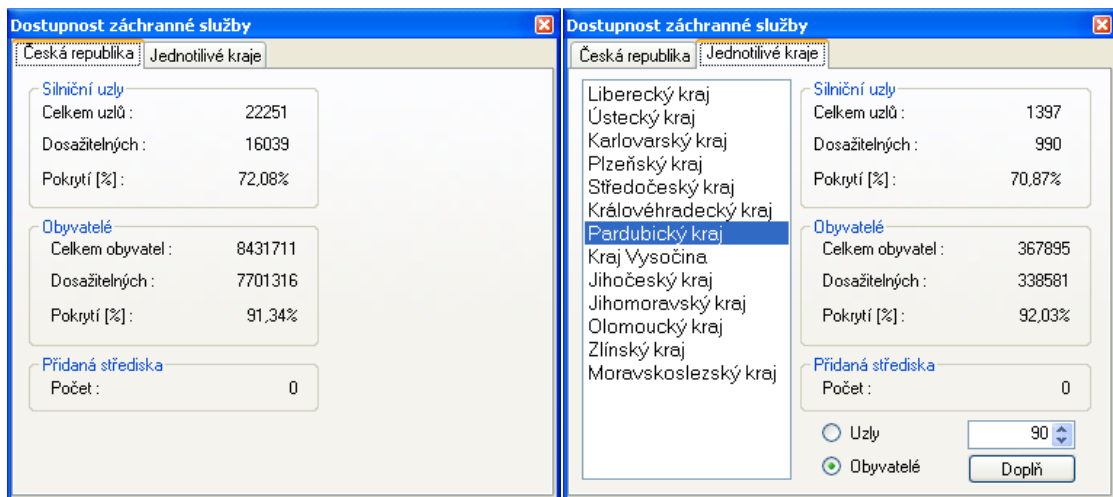 Dostupnost záchranné služby
Česká republika Jednotilivé kraje
Silniční uzly
Celkem uzlů : 22251
Dosažitelných : 16039
Pokrytí [%] : 72,08%
Obyvatelé
Celkem obyvatel : 8431711
Dosažitelných : 7701316
Pokrytí [%] : 91,34%
Přidaná střediska
Počet : 0
Dostupnost záchranné služby
Česká republika Jednotilivé kraje
Liberecký kraj
Ústecký kraj
Karlovarský kraj
Plzeňský kraj
Středočeský kraj
Královéhradecký kraj
Pardubický kraj
Kraj Vysočina
Jihočeský kraj
Jihomoravský kraj
Olomoucký kraj
Zlínský kraj
Moravskoslezský kraj
Silniční uzly
Celkem uzlů : 1397
Dosažitelných : 990
Pokrytí [%] : 70,87%
Obyvatelé
Celkem obyvatel : 367895
Dosažitelných : 338581
Pokrytí [%] : 92,03%
Přidaná střediska
Počet : 0
Uzly 90
Obyvatelé Doplň